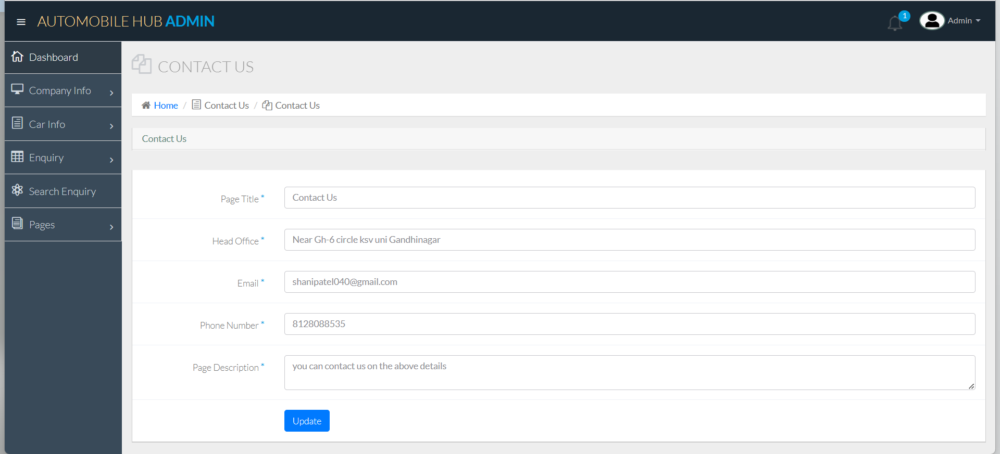 AUTOMOBILE HUB ADMIN
1
Admin
Dashboard
Company Info
Car Info
Enquiry
Search Enquiry
Pages
CONTACT US
Home / Contact Us / Contact Us
Contact Us
Page Title * Contact Us
Head Office * Near Gh-6 circle ksv uni Gandhinagar
Email * shanipatel040@gmail.com
Phone Number * 8128088535
Page Description * you can contact us on the above details
Update